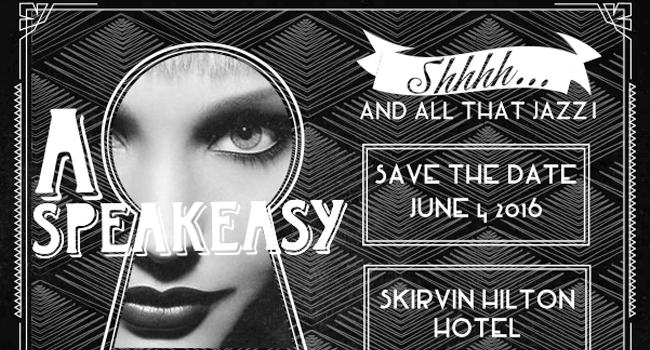 Shhhh...
AND ALL THAT JAZZ!
A
SPEAKEASY
SAVE THE DATE
JUNE 4, 2016
SKIRVIN HILTON
HOTEL